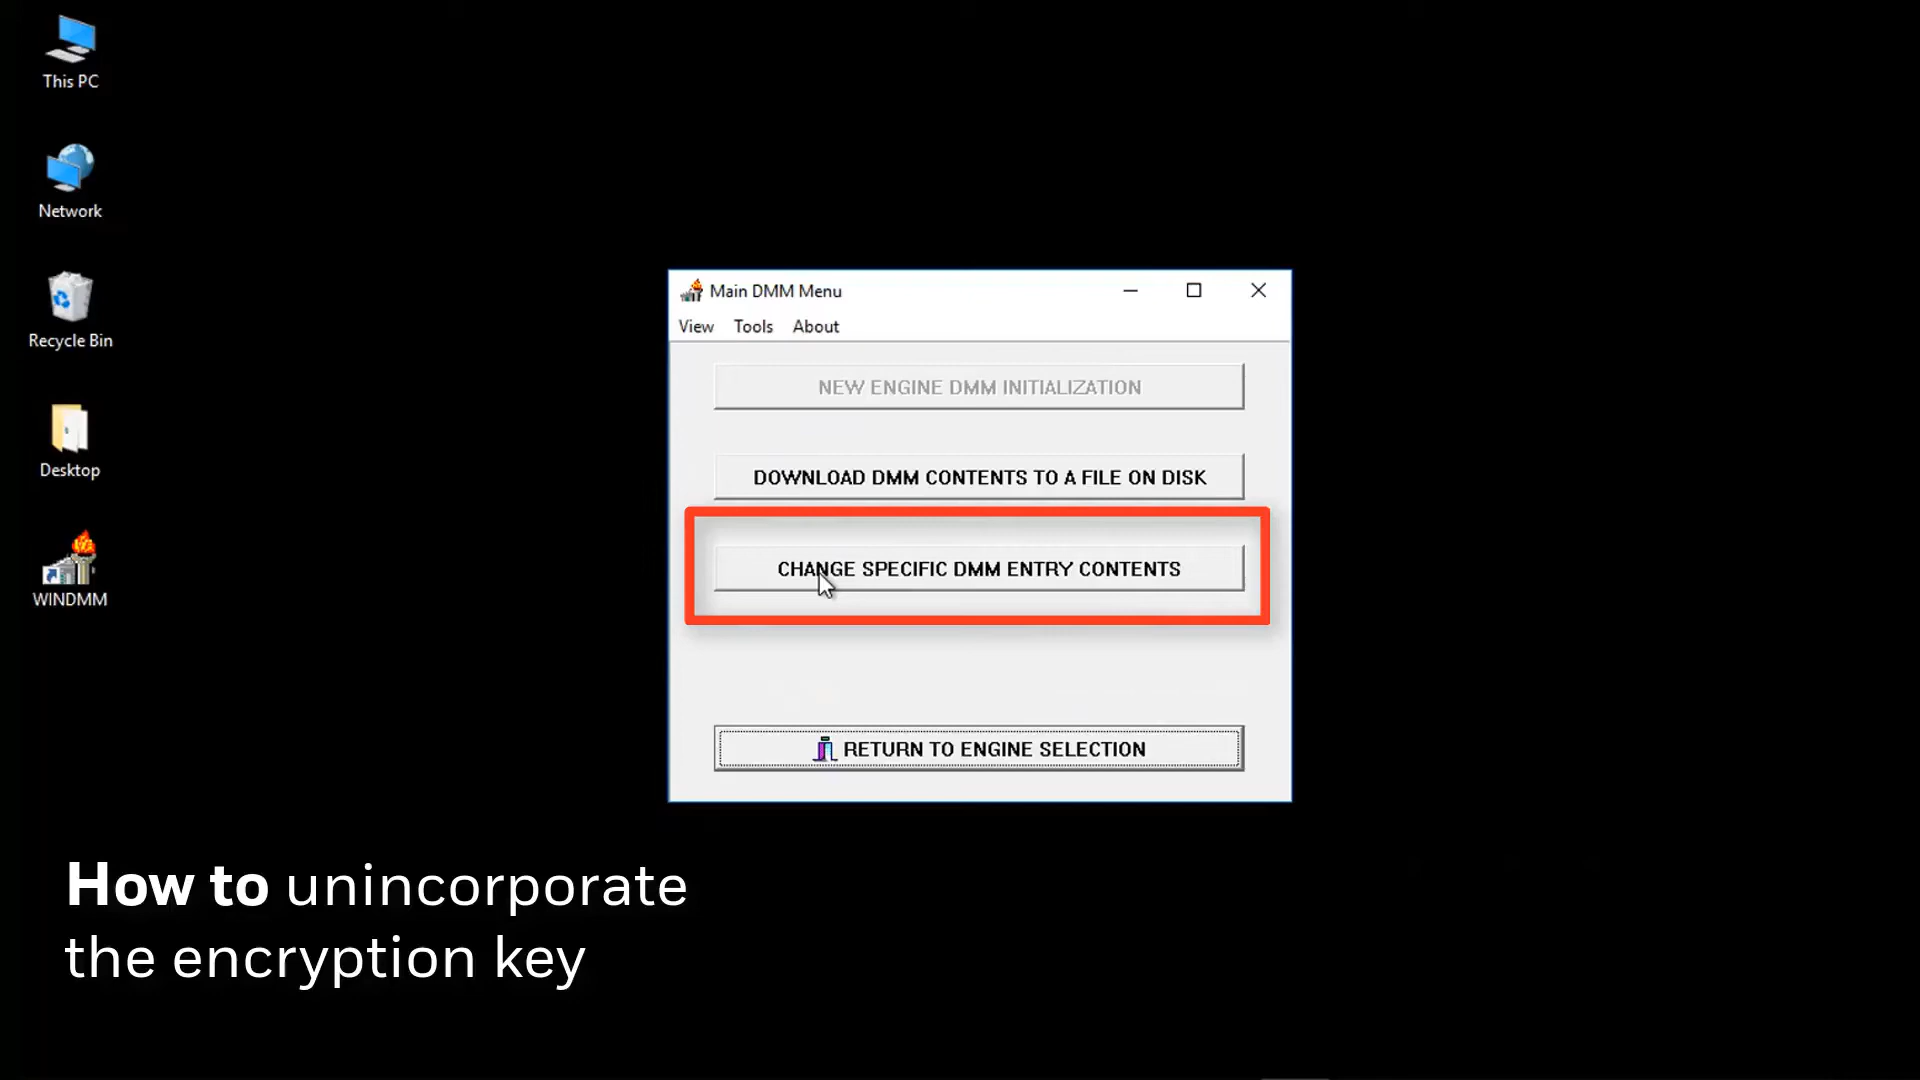 This PC
Network
Recycle Bin
Desktop
WINDMM
Main DMM Menu
View Tools About
NEW ENGINE DMM INITIALIZATION
DOWNLOAD DMM CONTENTS TO A FILE ON DISK
CHANGE SPECIFIC DMM ENTRY CONTENTS
RETURN TO ENGINE SELECTION
How to unincorporate
the encryption key